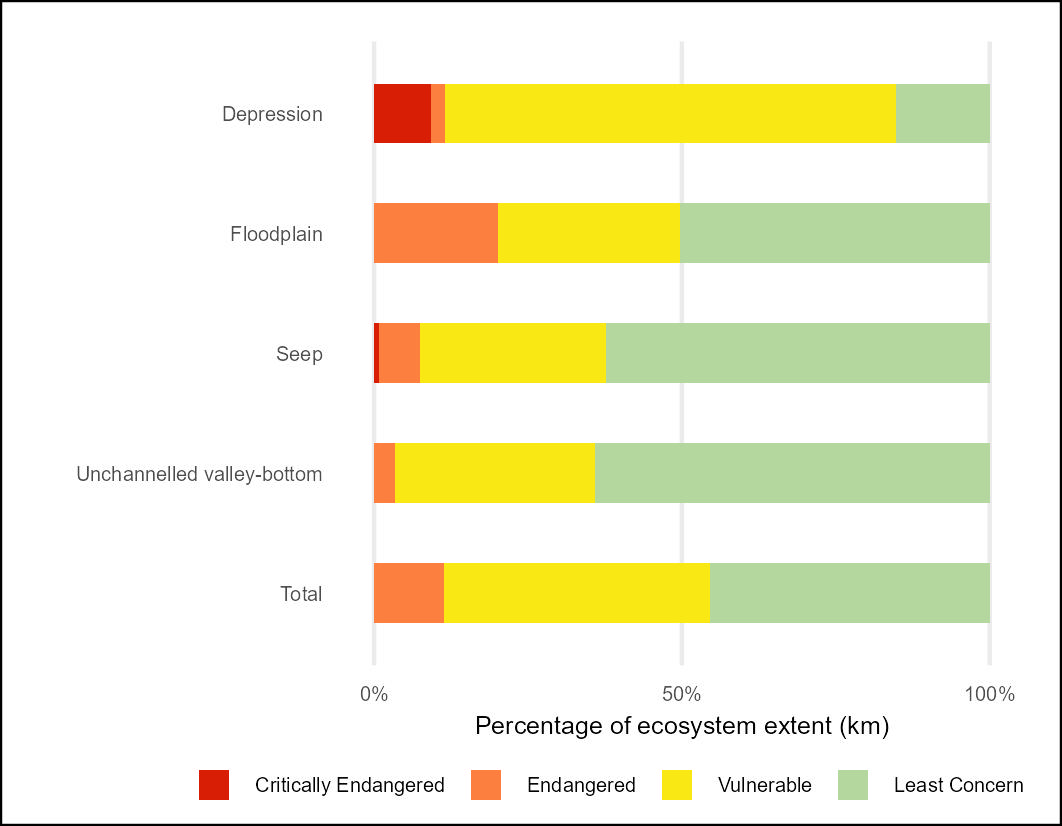 Depression
Floodplain
Seep
Unchannelled valley-bottom
Total
0% 50% 100%
Percentage of ecosystem extent (km)
Critically Endangered Endangered Vulnerable Least Concern